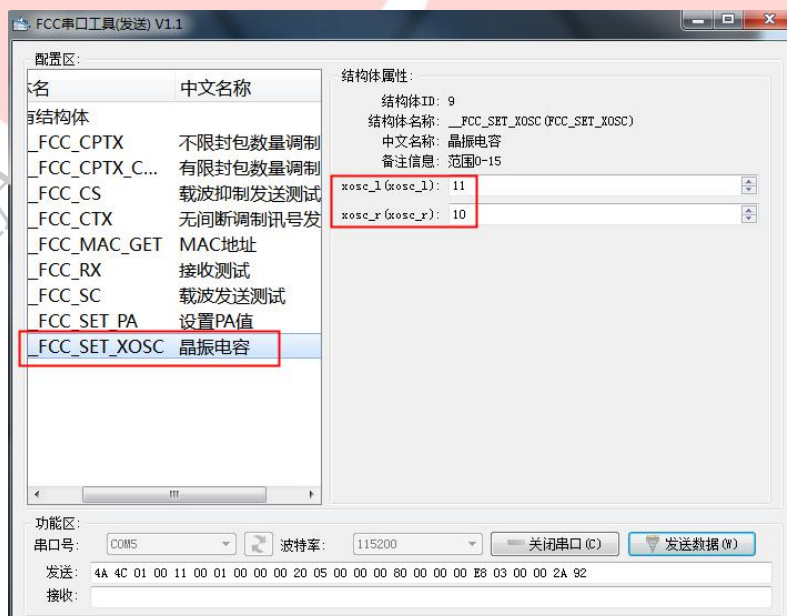 FCC串口工具(发送) V1.1
配置区:
体名 中文名称
有结构体
_FCC_CPTX 不限封包数量调制
_FCC_CPTX_C... 有限封包数量调制
_FCC_CS 载波抑制发送测试
_FCC_CTX 无间断调制讯号发
_FCC_MAC_GET MAC地址
_FCC_RX 接收测试
_FCC_SC 载波发送测试
_FCC_SET_PA 设置PA值
_FCC_SET_XOSC 晶振电容
结构体属性:
结构体ID: 9
结构体名称: __FCC_SET_XOSC(FCC_SET_XOSC)
中文名称: 晶振电容
备注信息: 范围0-15
xosc_l(xosc_l): 11
xosc_r(xosc_r): 10
功能区:
串口号: COM5 波特率: 115200 关闭串口(C) 发送数据(W)
发送: 4A 4C 01 00 11 00 01 00 00 00 20 05 00 00 00 80 00 00 00 E8 03 00 00 2A 92
接收: